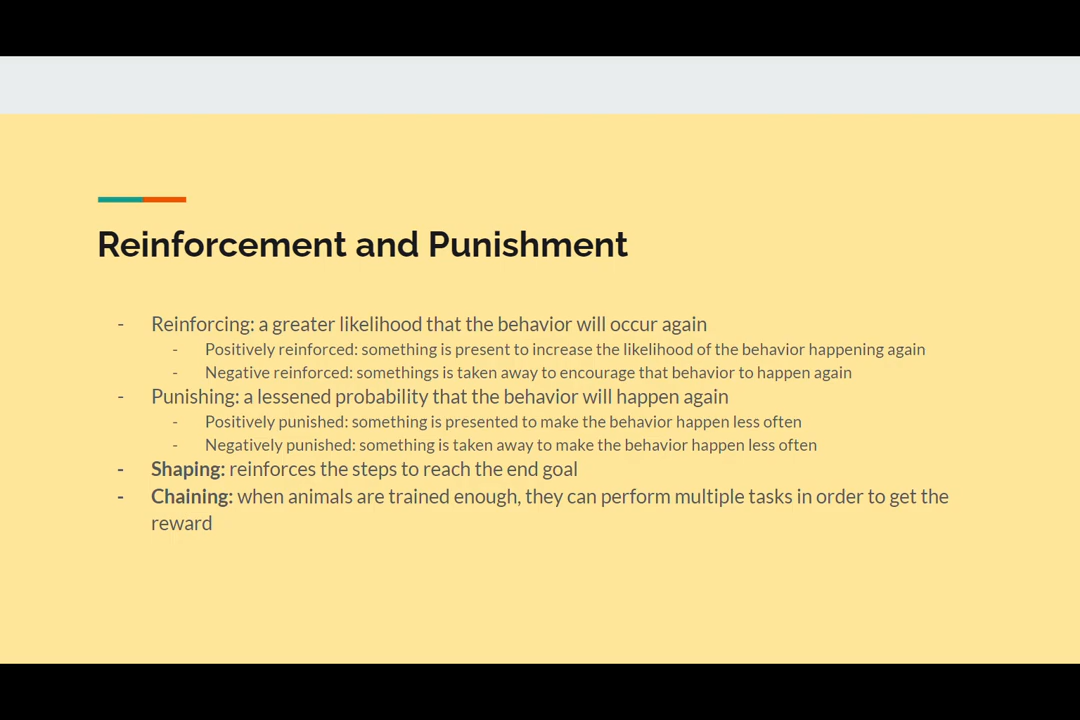 Reinforcement and Punishment
- Reinforcing: a greater likelihood that the behavior will occur again
- Positively reinforced: something is present to increase the likelihood of the behavior happening again
- Negative reinforced: somethings is taken away to encourage that behavior to happen again
- Punishing: a lessened probability that the behavior will happen again
- Positively punished: something is presented to make the behavior happen less often
- Negatively punished: something is taken away to make the behavior happen less often
- Shaping: reinforces the steps to reach the end goal
- Chaining: when animals are trained enough, they can perform multiple tasks in order to get the
reward